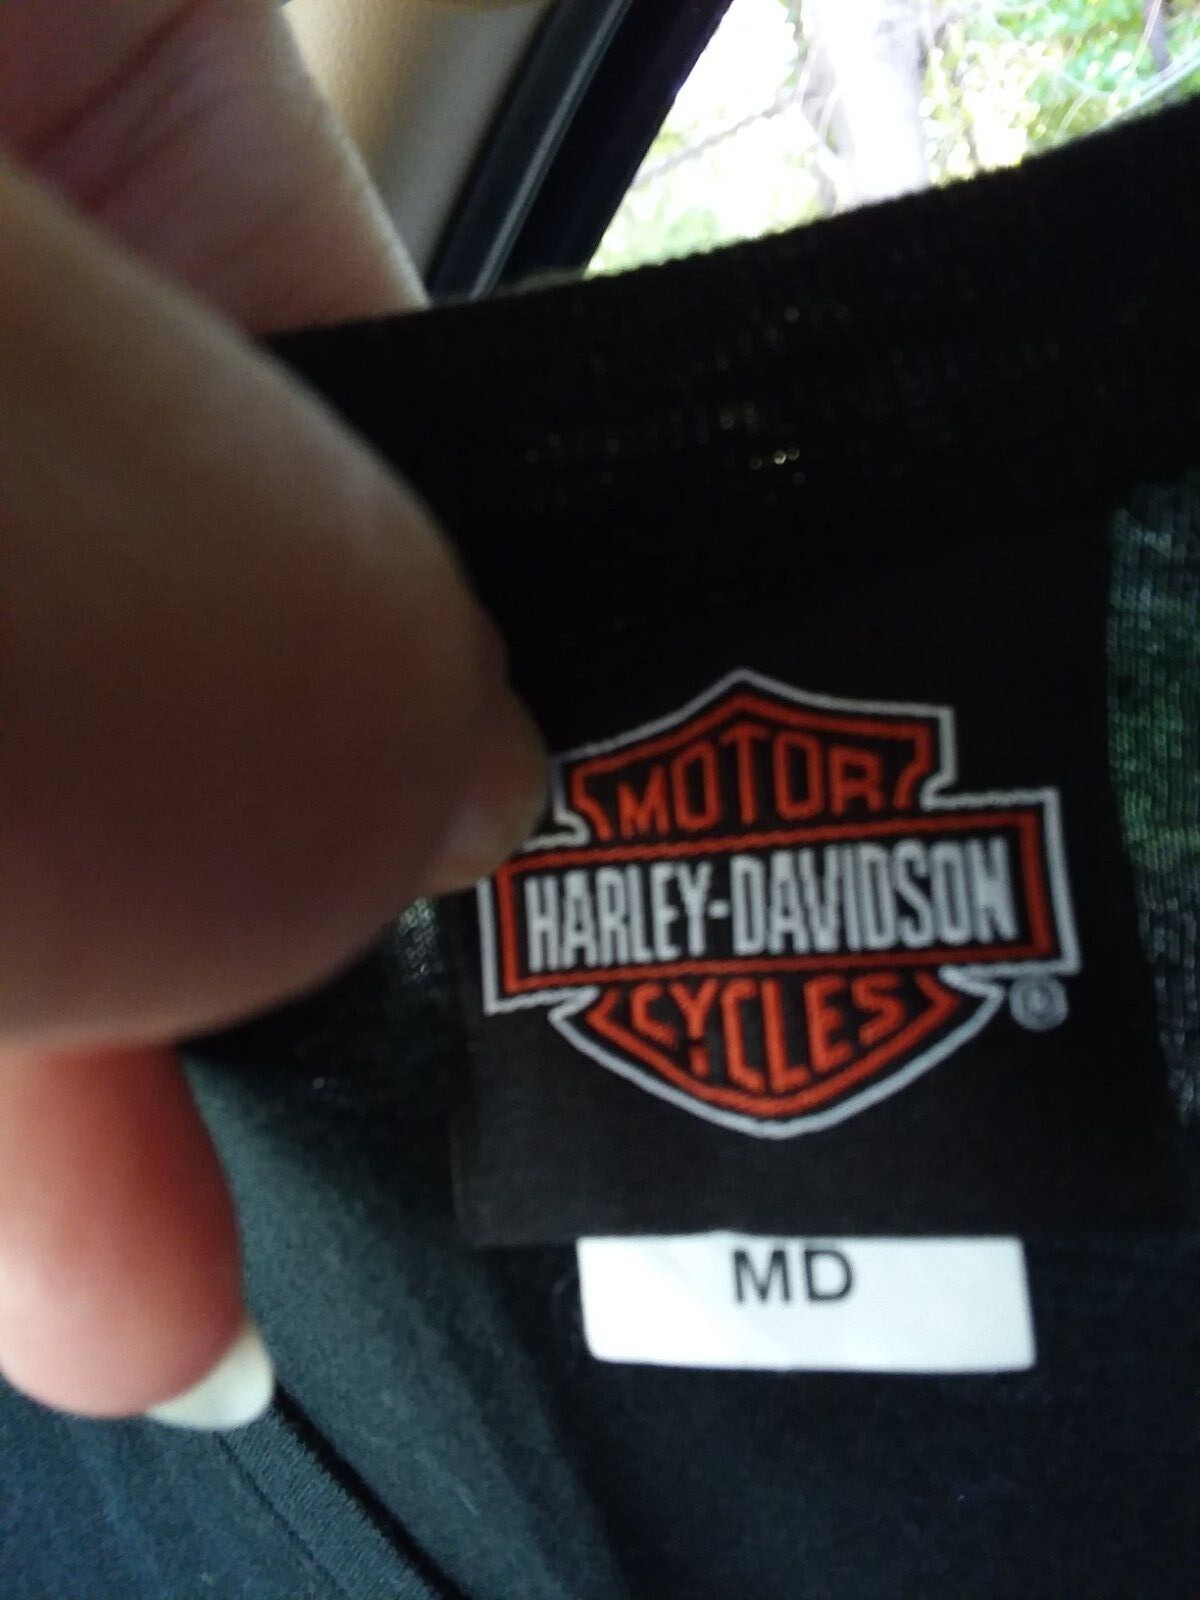 MOTOR
HARLEY-DAVIDSON
CYCLES
®
MD